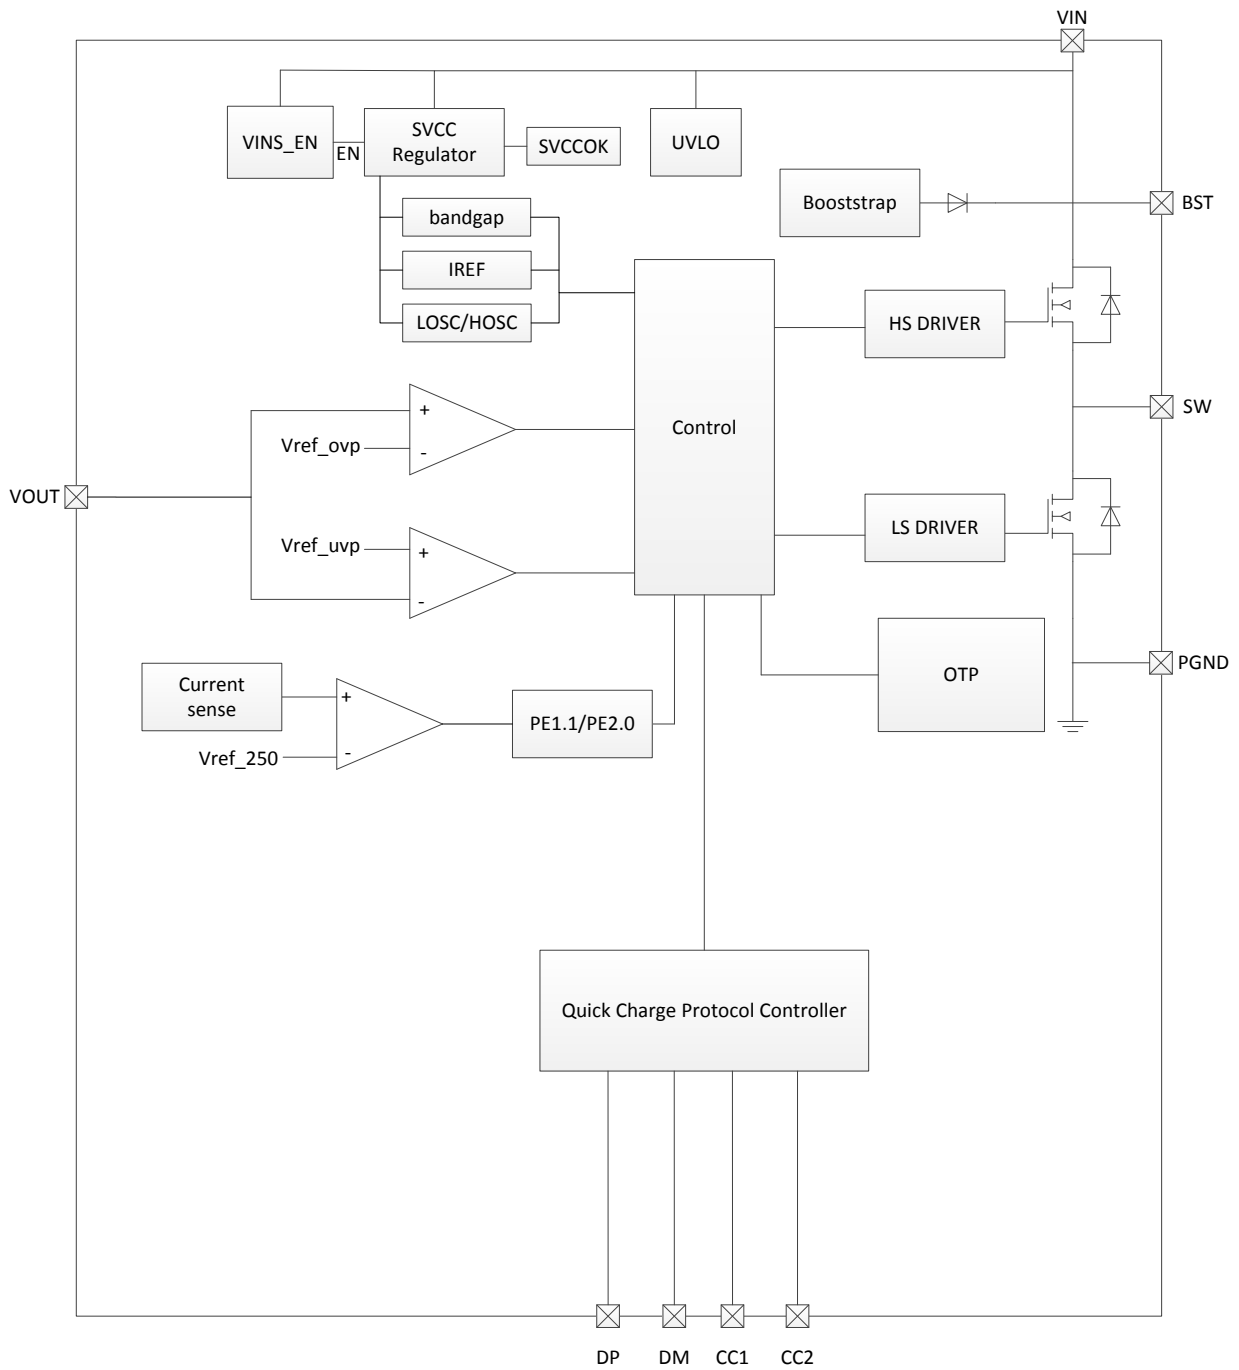 VIN
VINS_EN
EN
SVCC
Regulator
SVCCOK
UVLO
Booststrap
BST
bandgap
IREF
LOSC/HOSC
HS DRIVER
SW
Control
+
Vref_ovp
-
VOUT
LS DRIVER
Vref_uvp
+
-
OTP
PGND
Current
sense
+
PE1.1/PE2.0
Vref_250
-
Quick Charge Protocol Controller
DP
DM
CC1
CC2